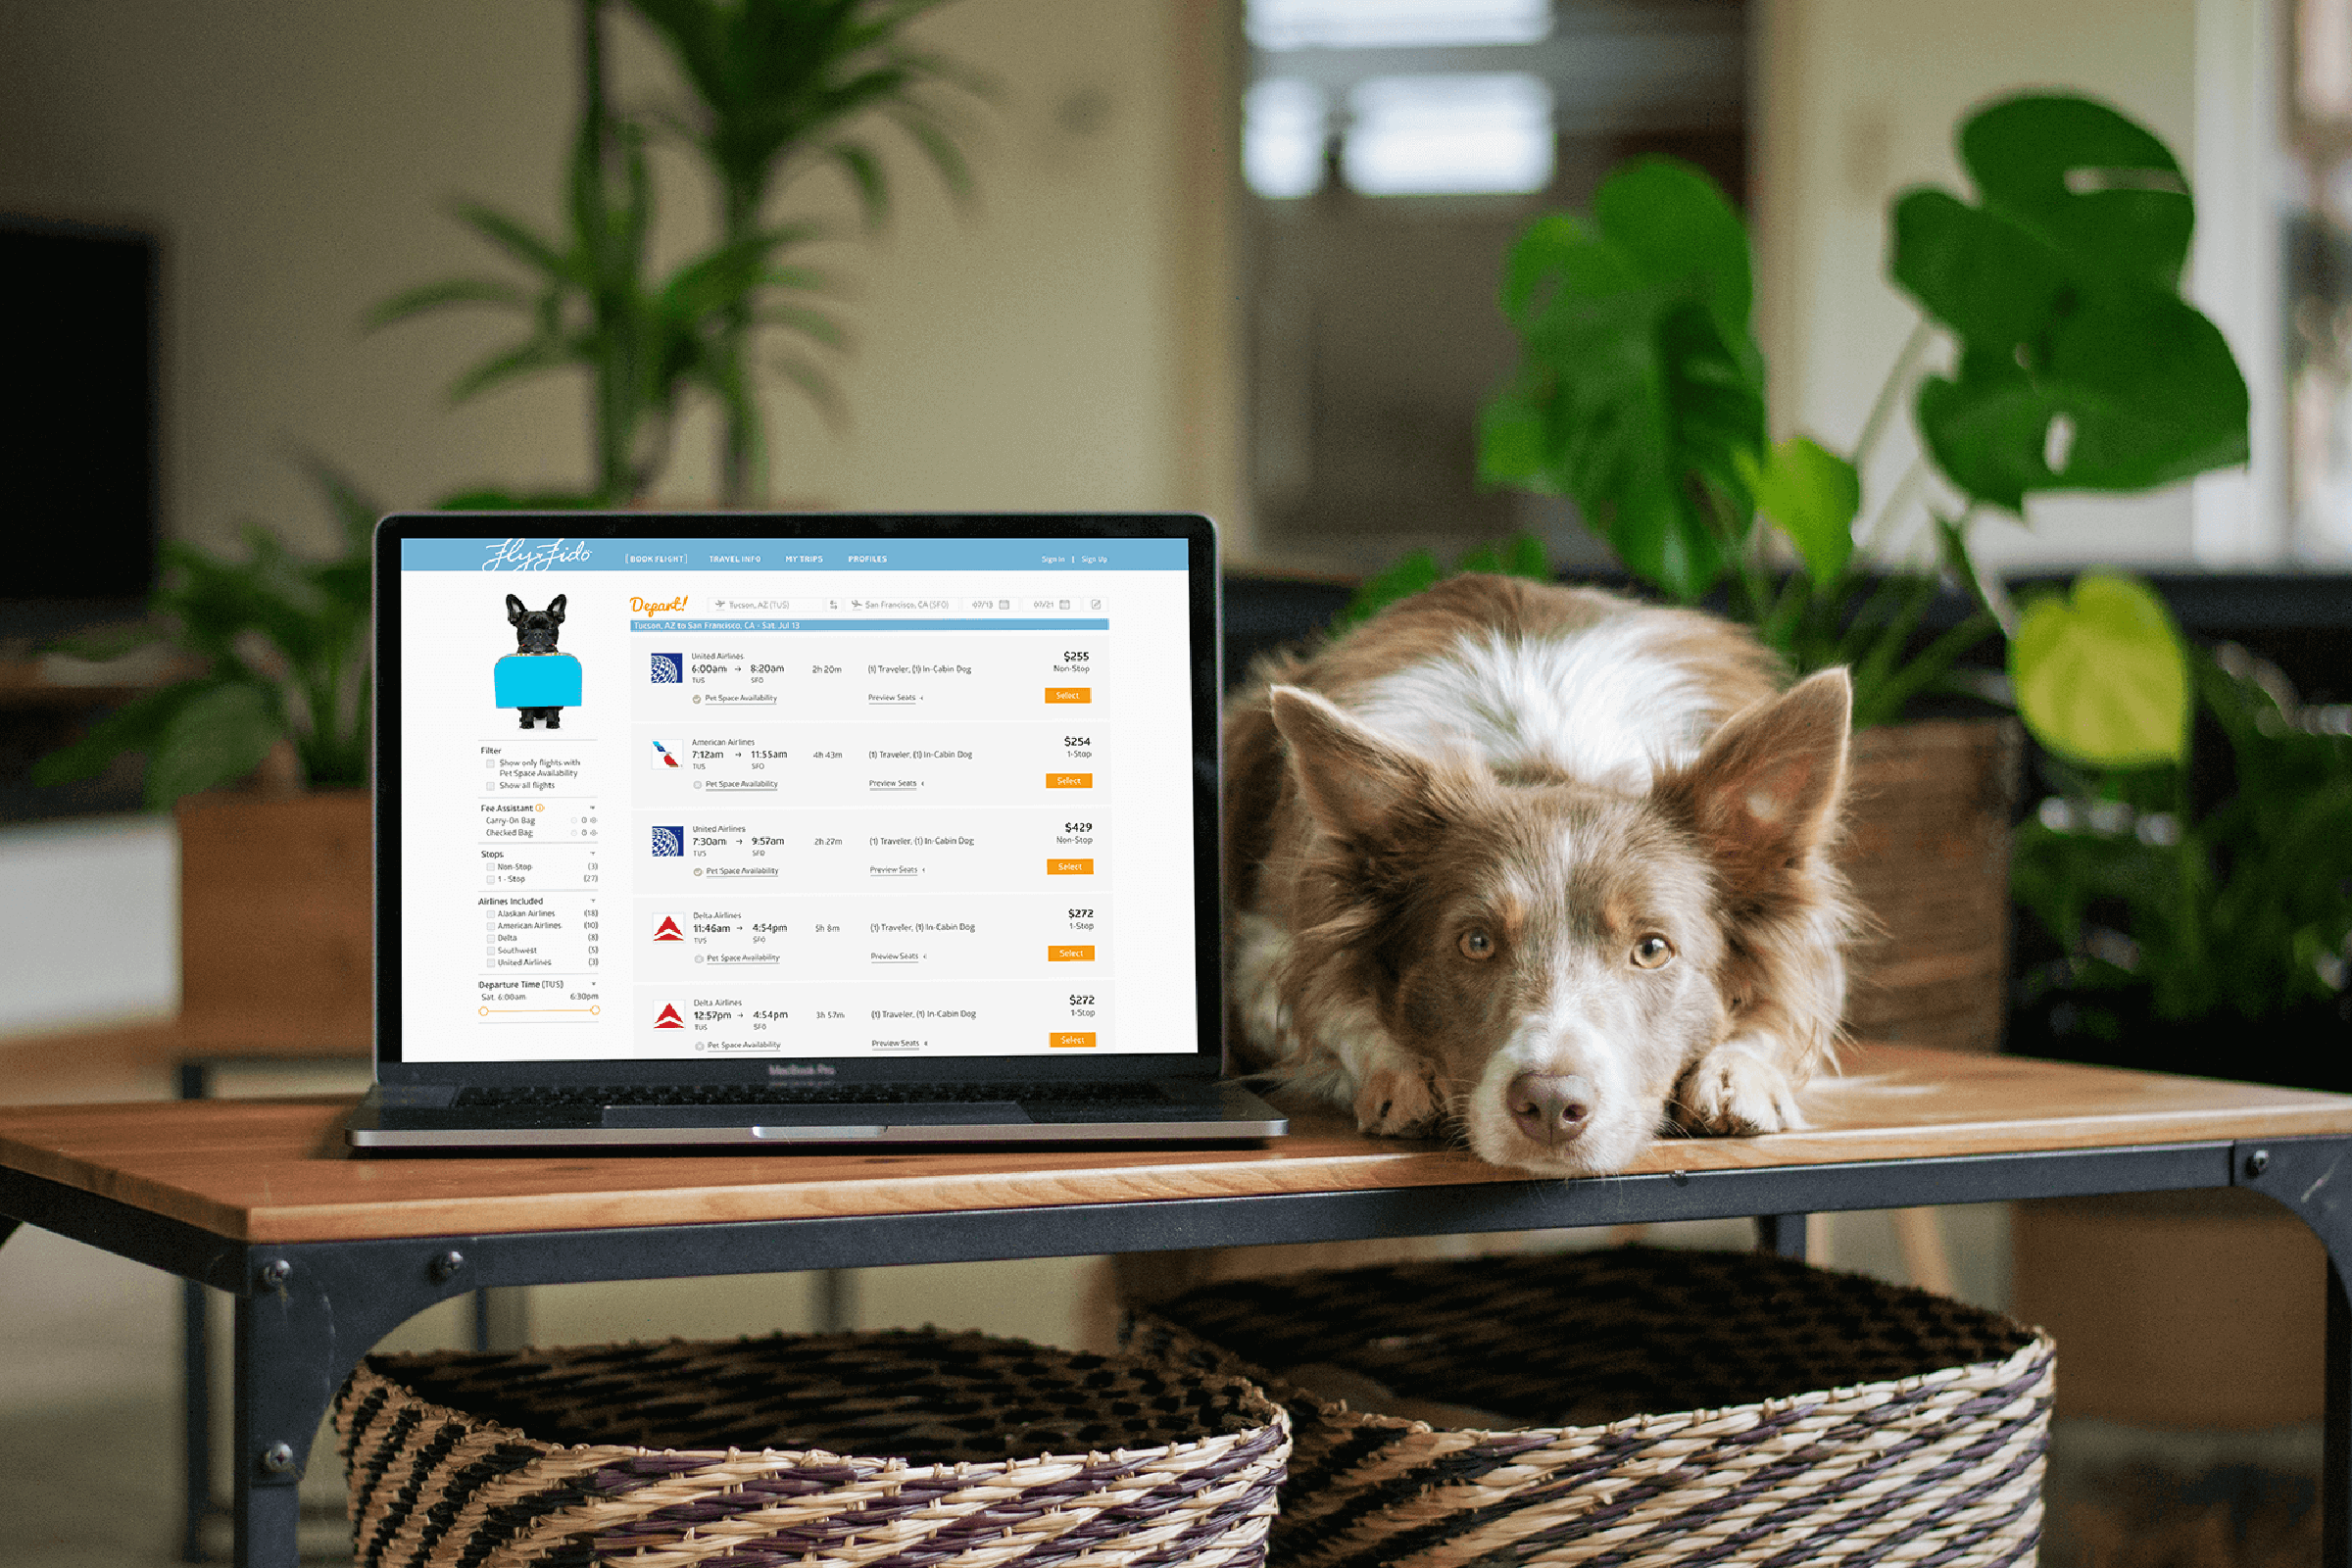 Fly Fido
[ BOOK FLIGHT ] TRAVEL INFO MY TRIPS PROFILES Sign In | Sign Up
Depart! Tucson, AZ (TUS) San Francisco, CA (SFO) 07/13 07/21
Tucson, AZ to San Francisco, CA - Sat. Jul 13
Filter
Show only flights with
Pet Space Availability
Show all flights
Fee Assistant
Carry-On Bag 0
Checked Bag 0
Stops
Non-Stop (3)
1 - Stop (27)
Airlines Included
Alaskan Airlines (18)
American Airlines (10)
Delta (8)
Southwest (5)
United Airlines (3)
Departure Time (TUS)
Sat. 6:00am 6:30pm
United Airlines
6:00am → 8:20am 2h 20m (1) Traveler, (1) In-Cabin Dog $255
TUS SFO Non-Stop
Pet Space Availability Preview Seats Select
American Airlines
7:12am → 11:55am 4h 43m (1) Traveler, (1) In-Cabin Dog $254
TUS SFO 1-Stop
Pet Space Availability Preview Seats Select
United Airlines
7:30am → 9:57am 2h 27m (1) Traveler, (1) In-Cabin Dog $429
TUS SFO Non-Stop
Pet Space Availability Preview Seats Select
Delta Airlines
11:46am → 4:54pm 5h 8m (1) Traveler, (1) In-Cabin Dog $272
TUS SFO 1-Stop
Pet Space Availability Preview Seats Select
Delta Airlines
12:57pm → 4:54pm 3h 57m (1) Traveler, (1) In-Cabin Dog $272
TUS SFO 1-Stop
Pet Space Availability Preview Seats Select
MacBook Pro